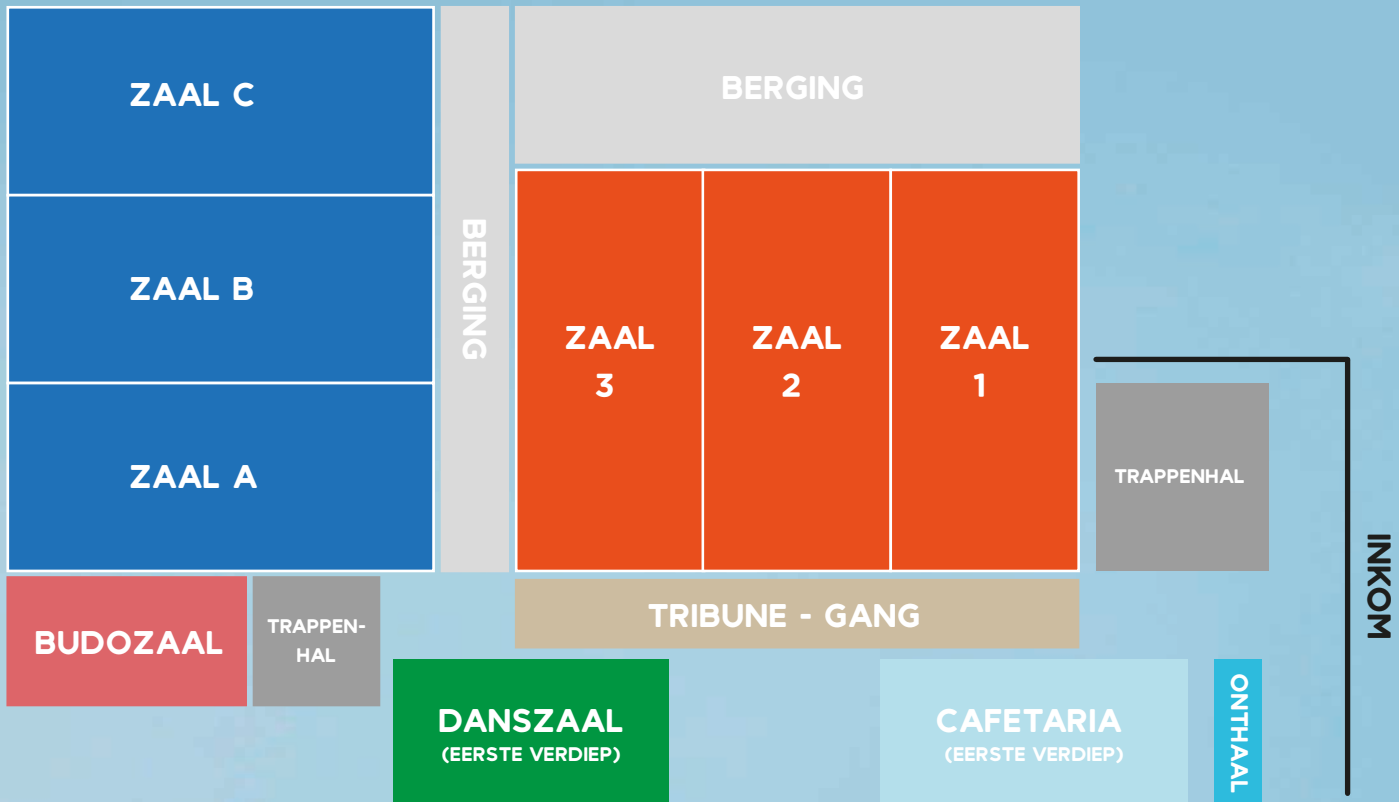 ZAAL C
BERGING
ZAAL B
BERGING
ZAAL
3
ZAAL
2
ZAAL
1
ZAAL A
TRAPPENHAL
INKOM
BUDOZAAL
TRAPPEN-
HAL
TRIBUNE - GANG
DANSZAAL
(EERSTE VERDIEP)
CAFETARIA
(EERSTE VERDIEP)
ONTHAAL